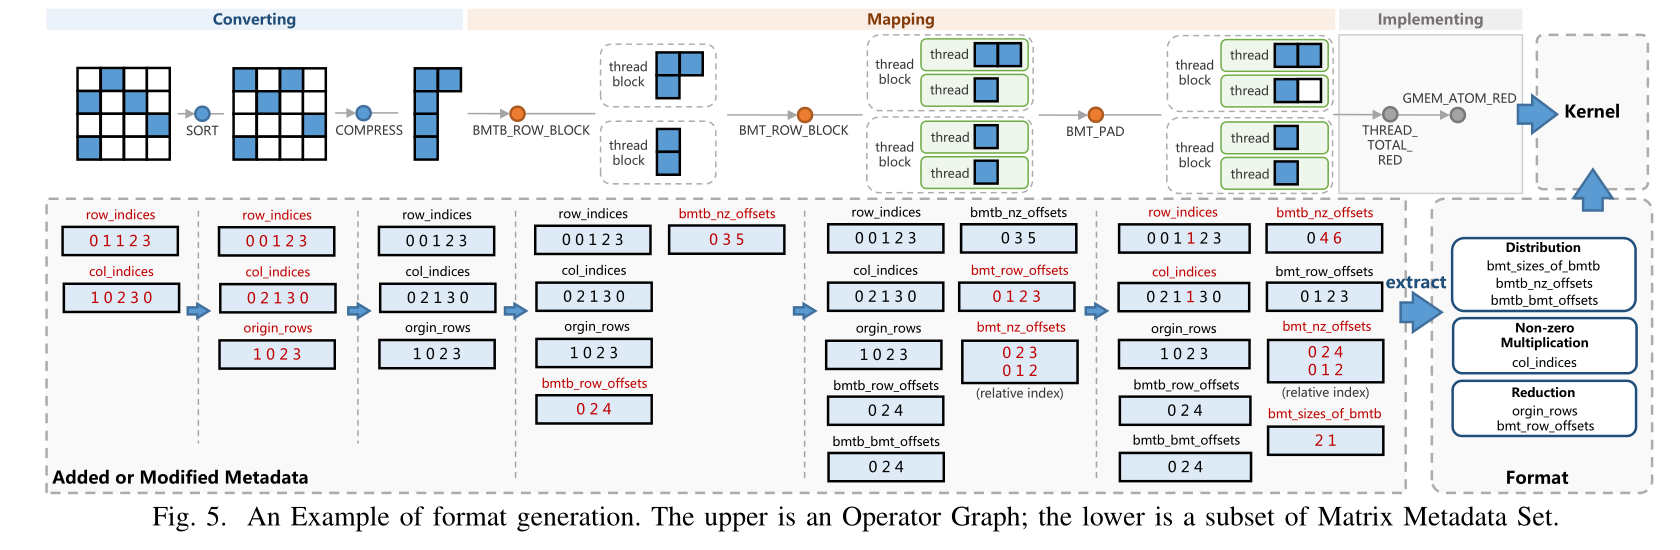 Converting
Mapping
Implementing
SORT
COMPRESS
BMTB_ROW_BLOCK
thread
block
thread
block
BMT_ROW_BLOCK
thread
block
thread
thread
thread
block
thread
thread
BMT_PAD
thread
block
thread
thread
thread
block
thread
thread
THREAD_
TOTAL_
RED
GMEM_ATOM_RED
Kernel
row_indices
0 1 1 2 3
col_indices
1 0 2 3 0
row_indices
0 0 1 2 3
col_indices
0 2 1 3 0
origin_rows
1 0 2 3
row_indices
0 0 1 2 3
col_indices
0 2 1 3 0
orgin_rows
1 0 2 3
row_indices
0 0 1 2 3
col_indices
0 2 1 3 0
orgin_rows
1 0 2 3
bmtb_row_offsets
0 2 4
bmtb_nz_offsets
0 3 5
row_indices
0 0 1 2 3
col_indices
0 2 1 3 0
orgin_rows
1 0 2 3
bmtb_row_offsets
0 2 4
bmtb_bmt_offsets
0 2 4
bmtb_nz_offsets
0 3 5
bmt_row_offsets
0 1 2 3
bmt_nz_offsets
0 2 3
0 1 2
(relative index)
row_indices
0 0 1 1 2 3
col_indices
0 2 1 1 3 0
orgin_rows
1 0 2 3
bmtb_row_offsets
0 2 4
bmtb_bmt_offsets
0 2 4
bmtb_nz_offsets
0 4 6
bmt_row_offsets
0 1 2 3
bmt_nz_offsets
0 2 4
0 1 2
(relative index)
bmt_sizes_of_bmtb
2 1
Added or Modified Metadata
extract
Distribution
bmt_sizes_of_bmtb
bmtb_nz_offsets
bmtb_bmt_offsets
Non-zero
Multiplication
col_indices
Reduction
orgin_rows
bmt_row_offsets
Format
Fig. 5. An Example of format generation. The upper is an Operator Graph; the lower is a subset of Matrix Metadata Set.